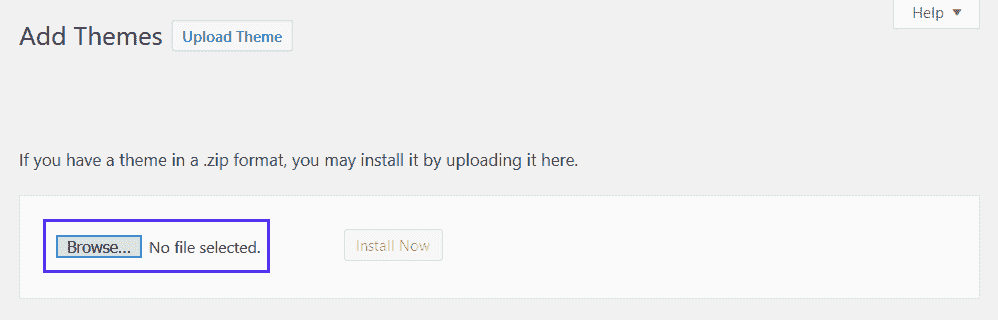 Help
Add Themes Upload Theme
If you have a theme in a .zip format, you may install it by uploading it here.
Browse... No file selected. Install Now